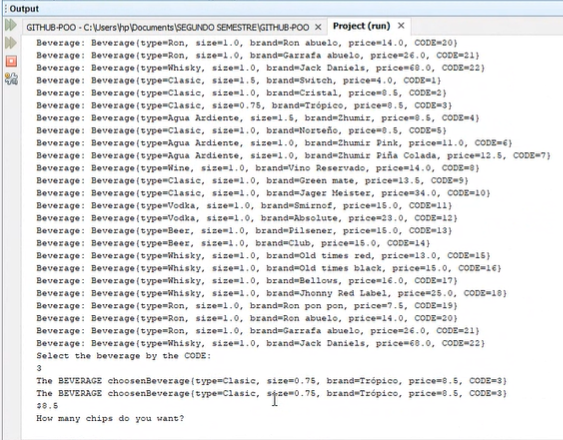 Output
GITHUB-POO - C:\Users\hp\Documents\SEGUNDO SEMESTRE\GITHUB-POO × Project (run) ×
Beverage: Beverage{type=Ron, size=1.0, brand=Ron abuelo, price=14.0, CODE=20}
Beverage: Beverage{type=Ron, size=1.0, brand=Garrafa abuelo, price=26.0, CODE=21}
Beverage: Beverage{type=Whisky, size=1.0, brand=Jack Daniels, price=68.0, CODE=22}
Beverage: Beverage{type=Clasic, size=1.5, brand=Switch, price=4.0, CODE=1}
Beverage: Beverage{type=Clasic, size=1.0, brand=Cristal, price=8.5, CODE=2}
Beverage: Beverage{type=Clasic, size=0.75, brand=Trópico, price=8.5, CODE=3}
Beverage: Beverage{type=Agua Ardiente, size=1.5, brand=Zhumir, price=8.5, CODE=4}
Beverage: Beverage{type=Clasic, size=1.0, brand=Norteño, price=8.5, CODE=5}
Beverage: Beverage{type=Agua Ardiente, size=1.0, brand=Zhumir Pink, price=11.0, CODE=6}
Beverage: Beverage{type=Agua Ardiente, size=1.0, brand=Zhumir Piña Colada, price=12.5, CODE=7}
Beverage: Beverage{type=Wine, size=1.0, brand=Vino Reservado, price=14.0, CODE=8}
Beverage: Beverage{type=Clasic, size=1.0, brand=Green mate, price=13.5, CODE=9}
Beverage: Beverage{type=Clasic, size=1.0, brand=Jager Meister, price=34.0, CODE=10}
Beverage: Beverage{type=Vodka, size=1.0, brand=Smirnof, price=15.0, CODE=11}
Beverage: Beverage{type=Vodka, size=1.0, brand=Absolute, price=23.0, CODE=12}
Beverage: Beverage{type=Beer, size=1.0, brand=Pilsener, price=15.0, CODE=13}
Beverage: Beverage{type=Beer, size=1.0, brand=Club, price=15.0, CODE=14}
Beverage: Beverage{type=Whisky, size=1.0, brand=Old times red, price=13.0, CODE=15}
Beverage: Beverage{type=Whisky, size=1.0, brand=Old times black, price=15.0, CODE=16}
Beverage: Beverage{type=Whisky, size=1.0, brand=Bellows, price=16.0, CODE=17}
Beverage: Beverage{type=Whisky, size=1.0, brand=Jhonny Red Label, price=25.0, CODE=18}
Beverage: Beverage{type=Ron, size=1.0, brand=Ron pon pon, price=7.5, CODE=19}
Beverage: Beverage{type=Ron, size=1.0, brand=Ron abuelo, price=14.0, CODE=20}
Beverage: Beverage{type=Ron, size=1.0, brand=Garrafa abuelo, price=26.0, CODE=21}
Beverage: Beverage{type=Whisky, size=1.0, brand=Jack Daniels, price=68.0, CODE=22}
Select the beverage by the CODE:
3
The BEVERAGE choosenBeverage{type=Clasic, size=0.75, brand=Trópico, price=8.5, CODE=3}
The BEVERAGE choosenBeverage{type=Clasic, size=0.75, brand=Trópico, price=8.5, CODE=3}
$8.5
How many chips do you want?